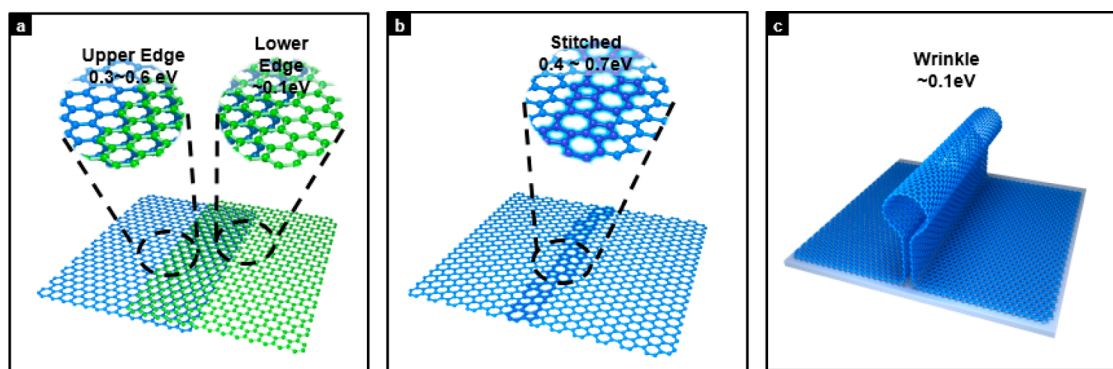 a
Upper Edge
0.3~0.6 eV
Lower
Edge
~0.1eV
b
Stitched
0.4 ~ 0.7eV
c
Wrinkle
~0.1eV